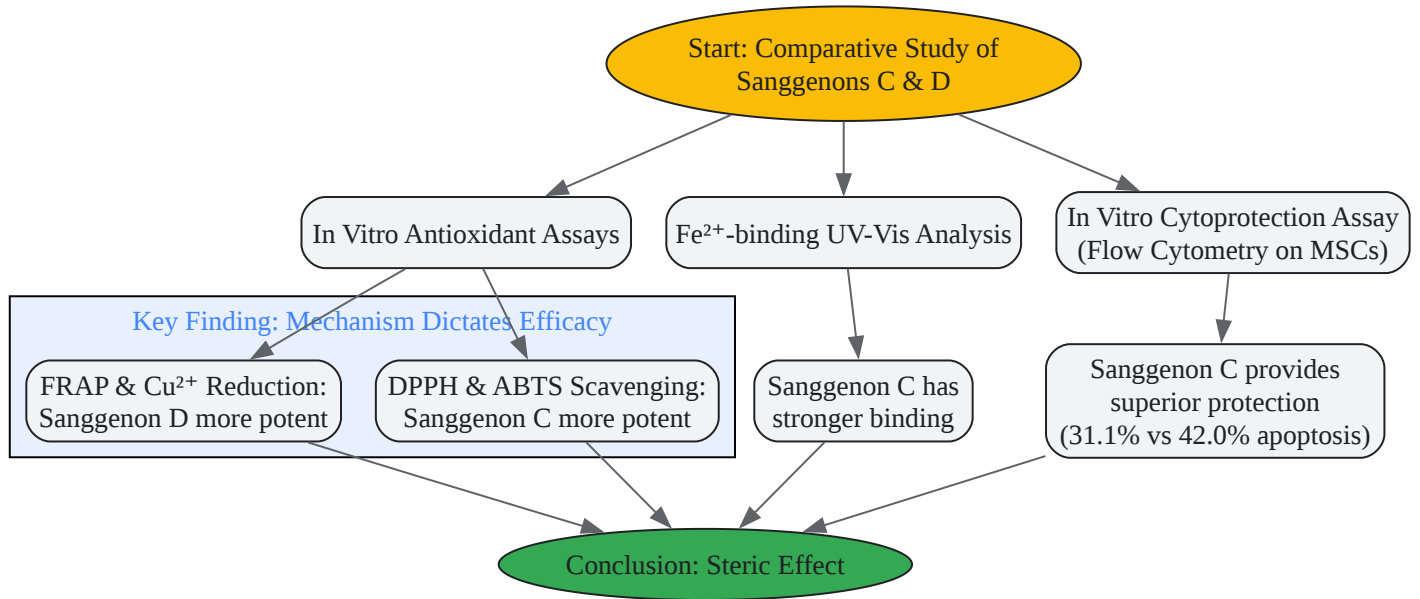 Start: Comparative Study of
Sanggenons C & D
In Vitro Antioxidant Assays
Fe²⁺-binding UV-Vis Analysis
In Vitro Cytoprotection Assay
(Flow Cytometry on MSCs)
Key Finding: Mechanism Dictates Efficacy
FRAP & Cu²⁺ Reduction:
Sanggenon D more potent
DPPH & ABTS Scavenging:
Sanggenon C more potent
Sanggenon C has
stronger binding
Sanggenon C provides
superior protection
(31.1% vs 42.0% apoptosis)
Conclusion: Steric Effect